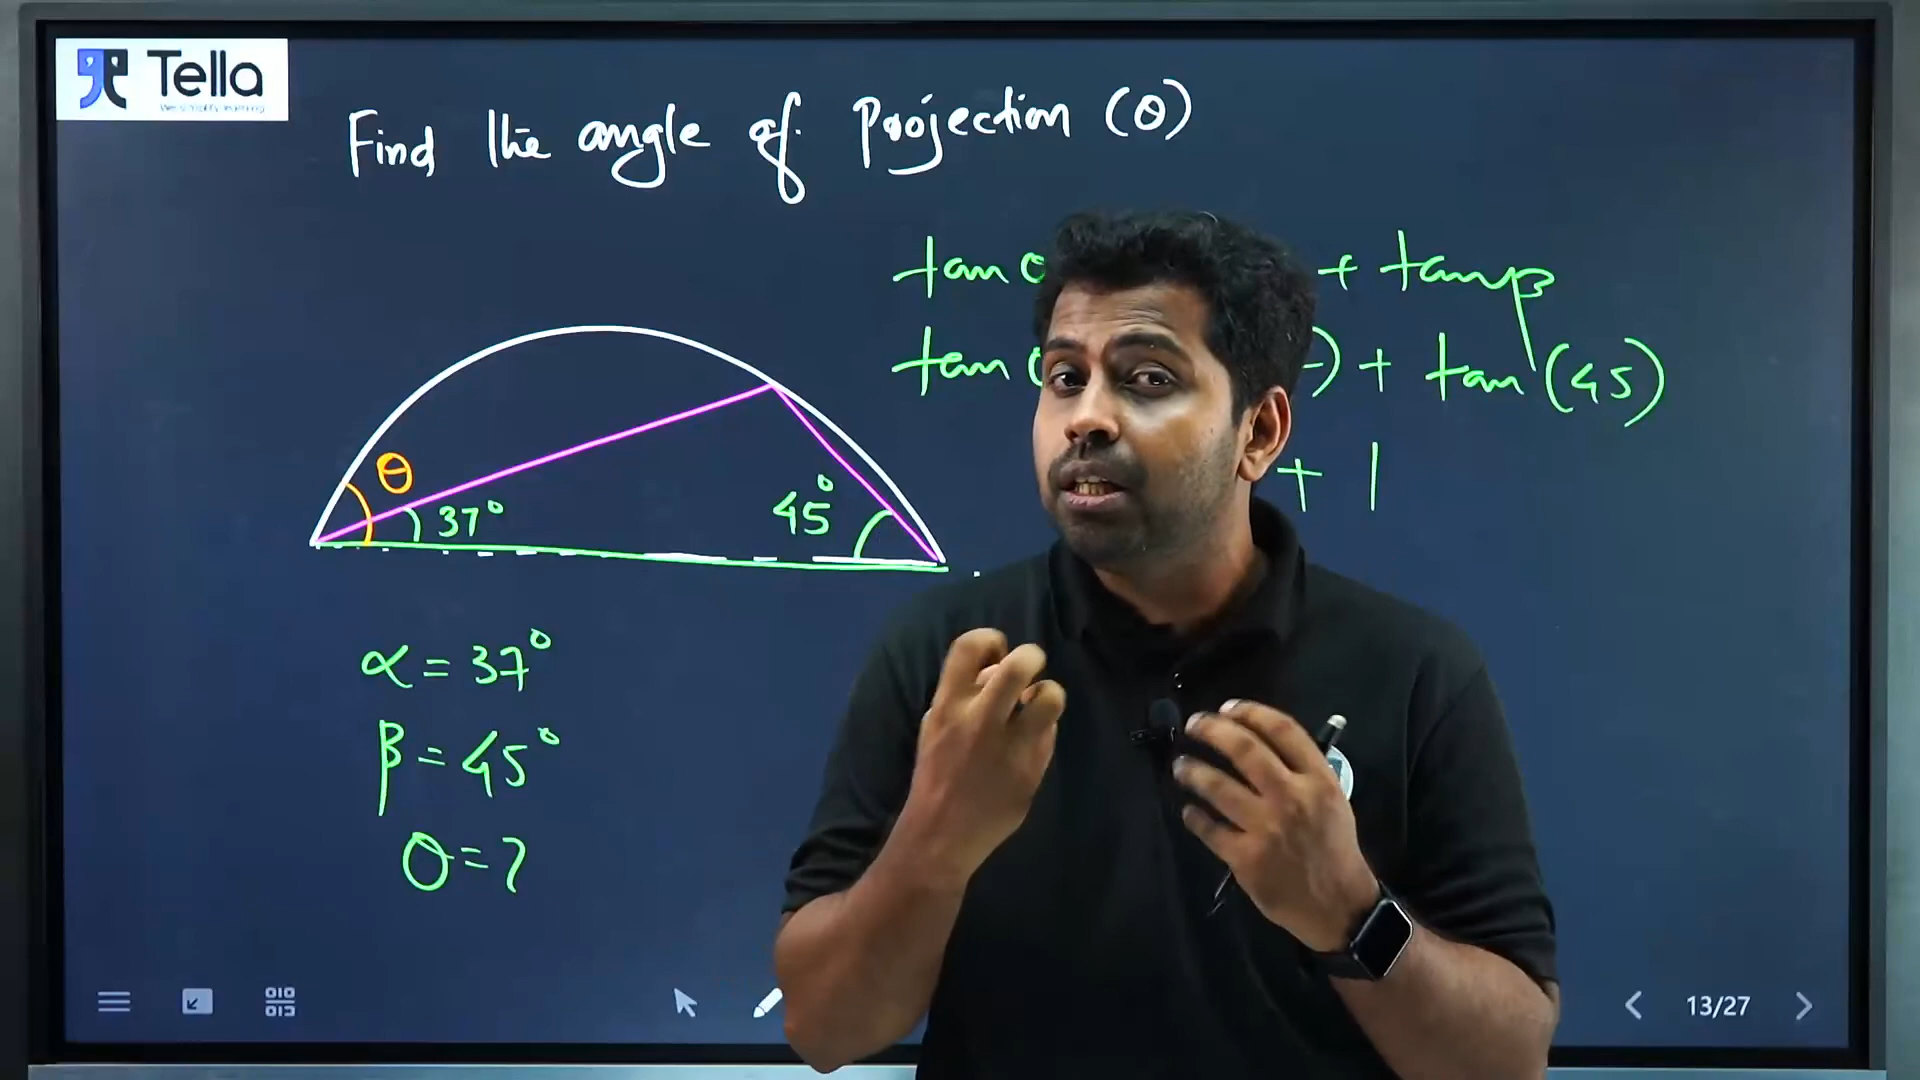 Tella
Find the angle of Projection (θ)
tan + tanβ
tan ) + tan (45)
+ 1
θ
37°
45°
α = 37°
β = 45°
θ = ?
13/27